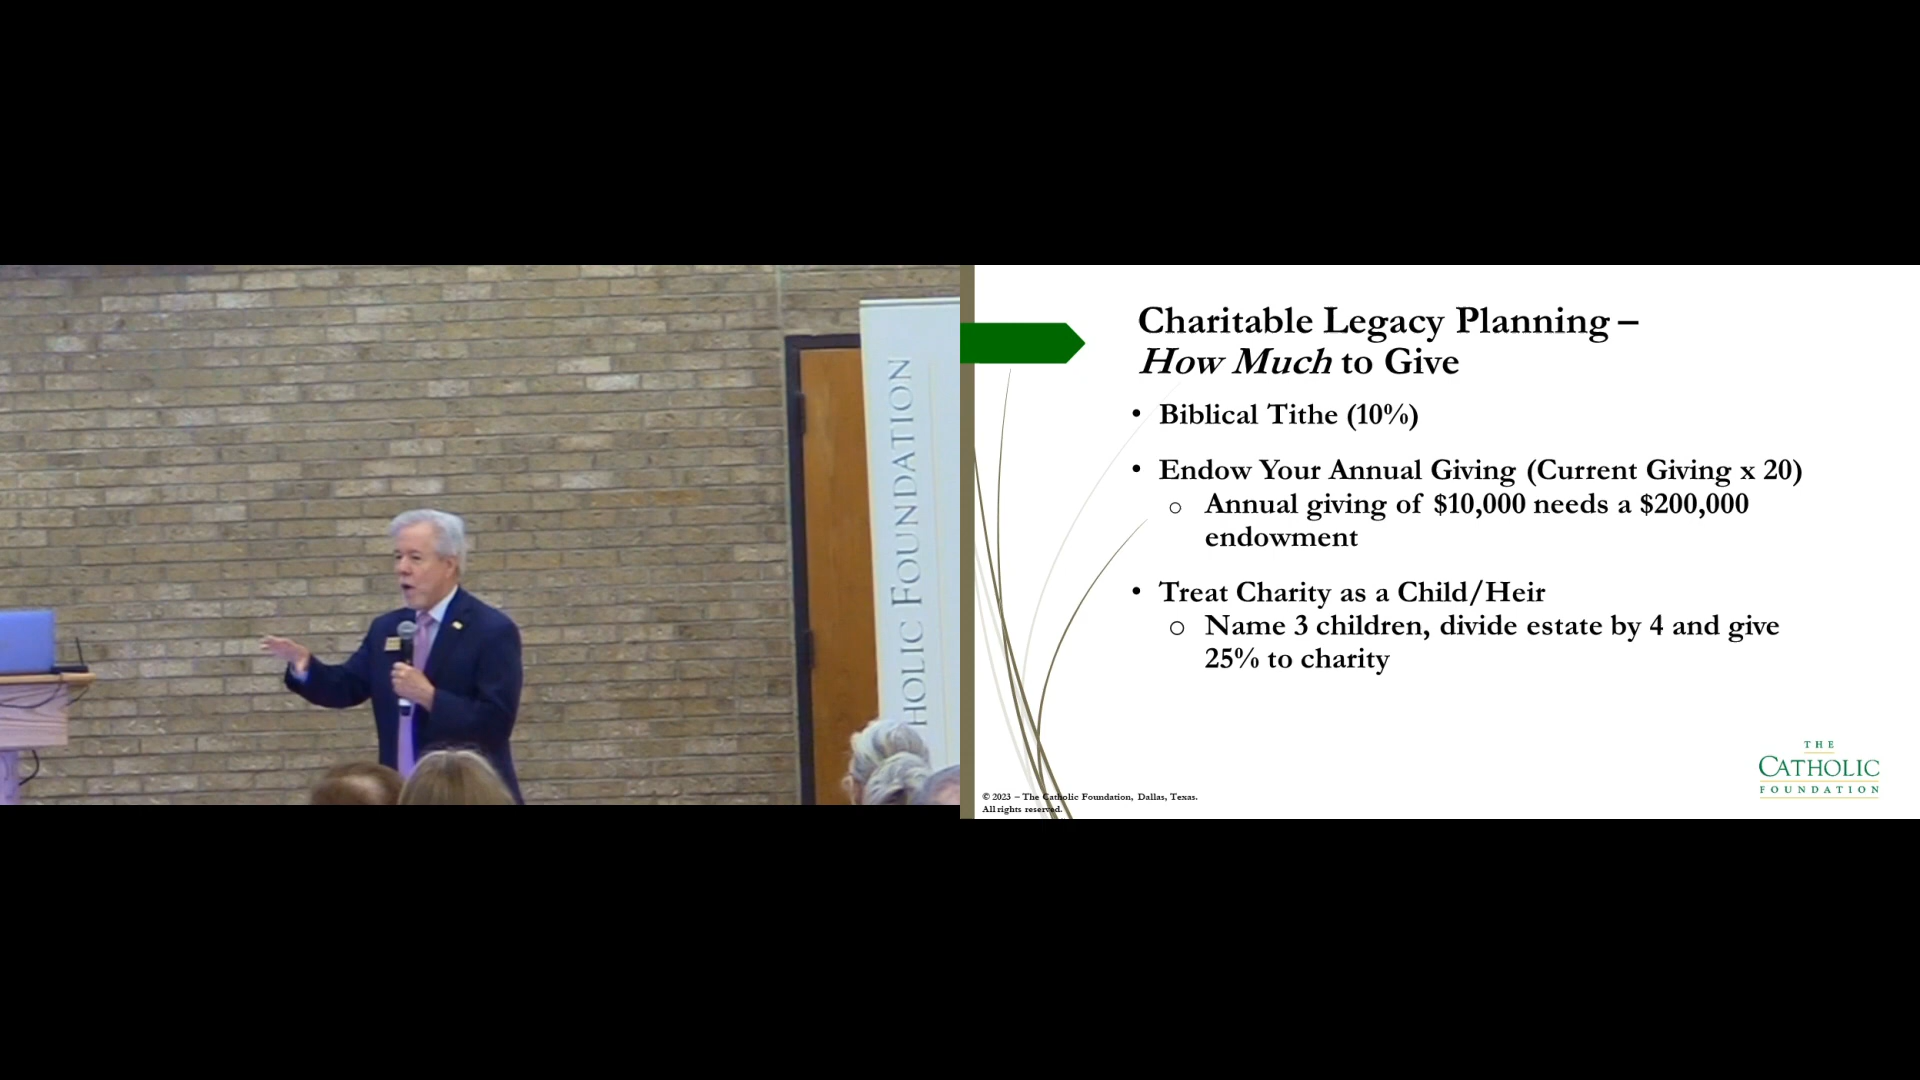 HOLIC FOUNDATION
Charitable Legacy Planning –
How Much to Give
• Biblical Tithe (10%)
• Endow Your Annual Giving (Current Giving x 20)
o Annual giving of $10,000 needs a $200,000
endowment
• Treat Charity as a Child/Heir
o Name 3 children, divide estate by 4 and give
25% to charity
THE
CATHOLIC
FOUNDATION
© 2023 – The Catholic Foundation, Dallas, Texas.
All rights reserved.